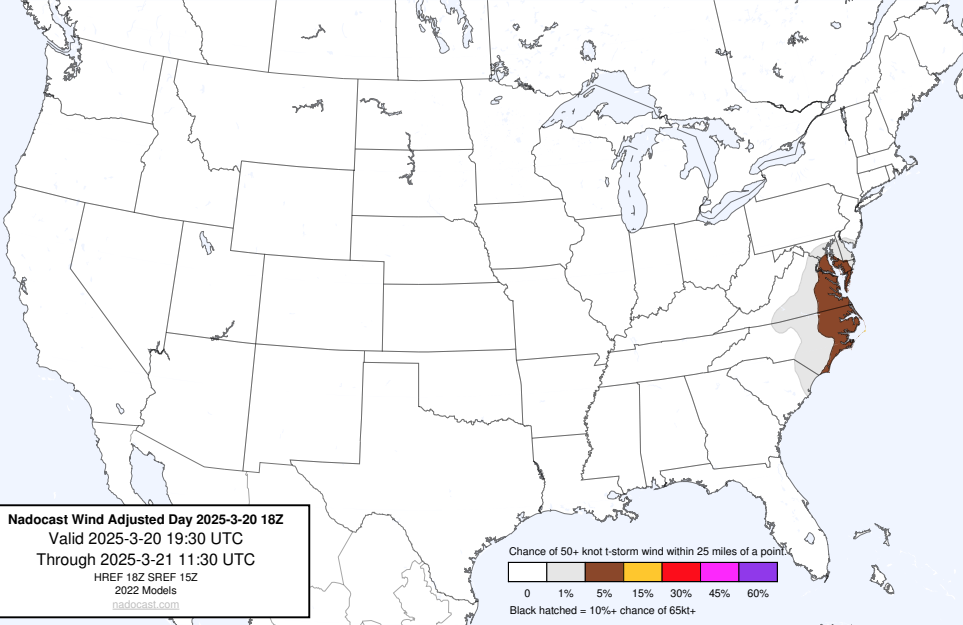 Nadocast Wind Adjusted Day 2025-3-20 18Z
Valid 2025-3-20 19:30 UTC
Through 2025-3-21 11:30 UTC
HREF 18Z SREF 15Z
2022 Models
nadocast.com
Chance of 50+ knot t-storm wind within 25 miles of a point.
0 1% 5% 15% 30% 45% 60%
Black hatched = 10%+ chance of 65kt+